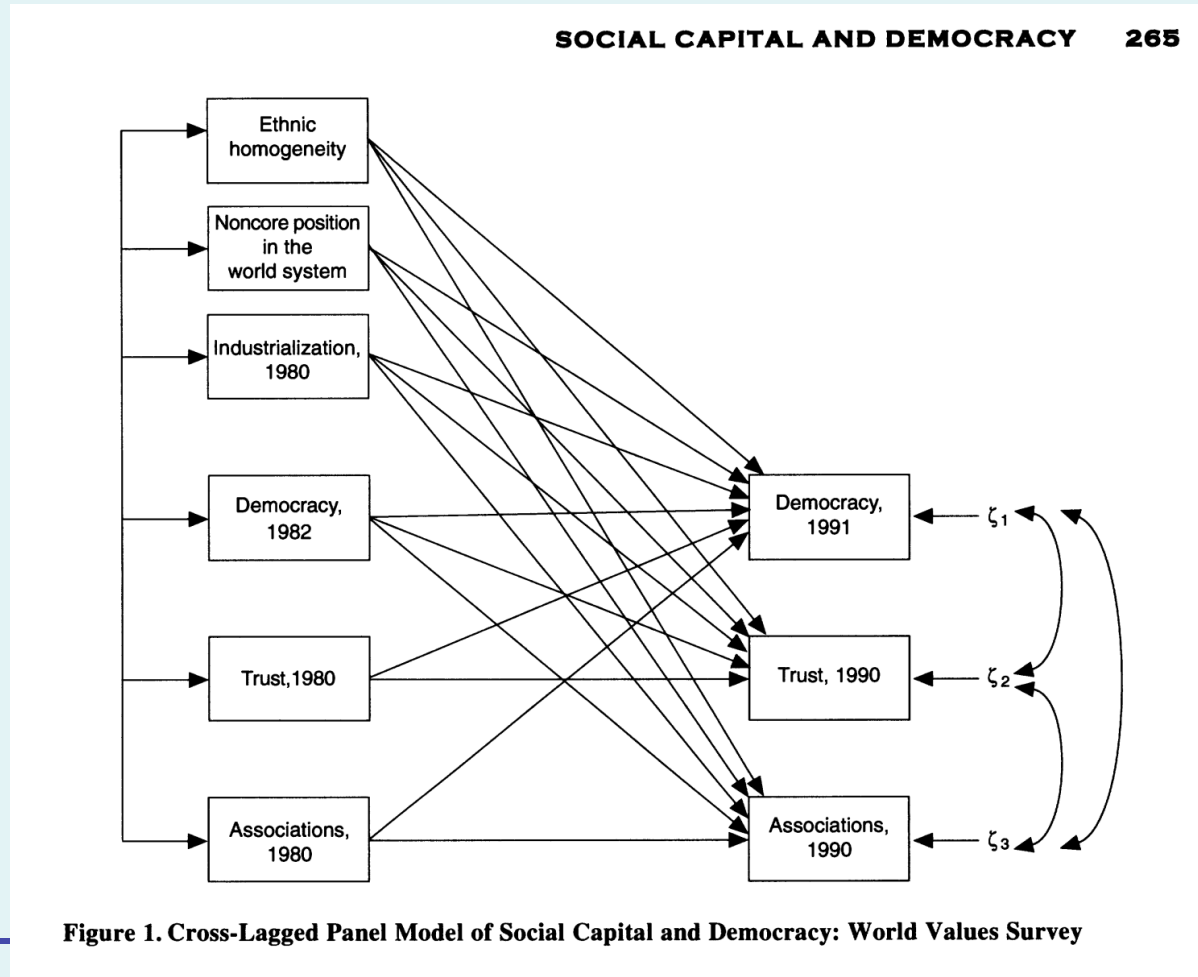 SOCIAL CAPITAL AND DEMOCRACY 265
Ethnic
homogeneity
Noncore position
in the
world system
Industrialization,
1980
Democracy,
1982
Trust,1980
Associations,
1980
Democracy,
1991
ζ1
Trust, 1990
ζ2
Associations,
1990
ζ3
Figure 1. Cross-Lagged Panel Model of Social Capital and Democracy: World Values Survey